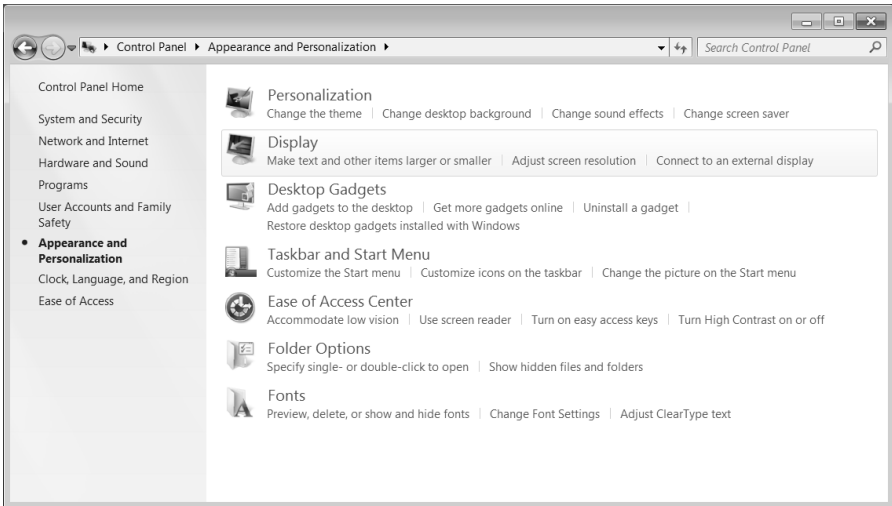 Control Panel Appearance and Personalization Search Control Panel
Control Panel Home
System and Security
Network and Internet
Hardware and Sound
Programs
User Accounts and Family
Safety
Appearance and
Personalization
Clock, Language, and Region
Ease of Access
Personalization
Change the theme Change desktop background Change sound effects Change screen saver
Display
Make text and other items larger or smaller Adjust screen resolution Connect to an external display
Desktop Gadgets
Add gadgets to the desktop Get more gadgets online Uninstall a gadget
Restore desktop gadgets installed with Windows
Taskbar and Start Menu
Customize the Start menu Customize icons on the taskbar Change the picture on the Start menu
Ease of Access Center
Accommodate low vision Use screen reader Turn on easy access keys Turn High Contrast on or off
Folder Options
Specify single- or double-click to open Show hidden files and folders
Fonts
Preview, delete, or show and hide fonts Change Font Settings Adjust ClearType text